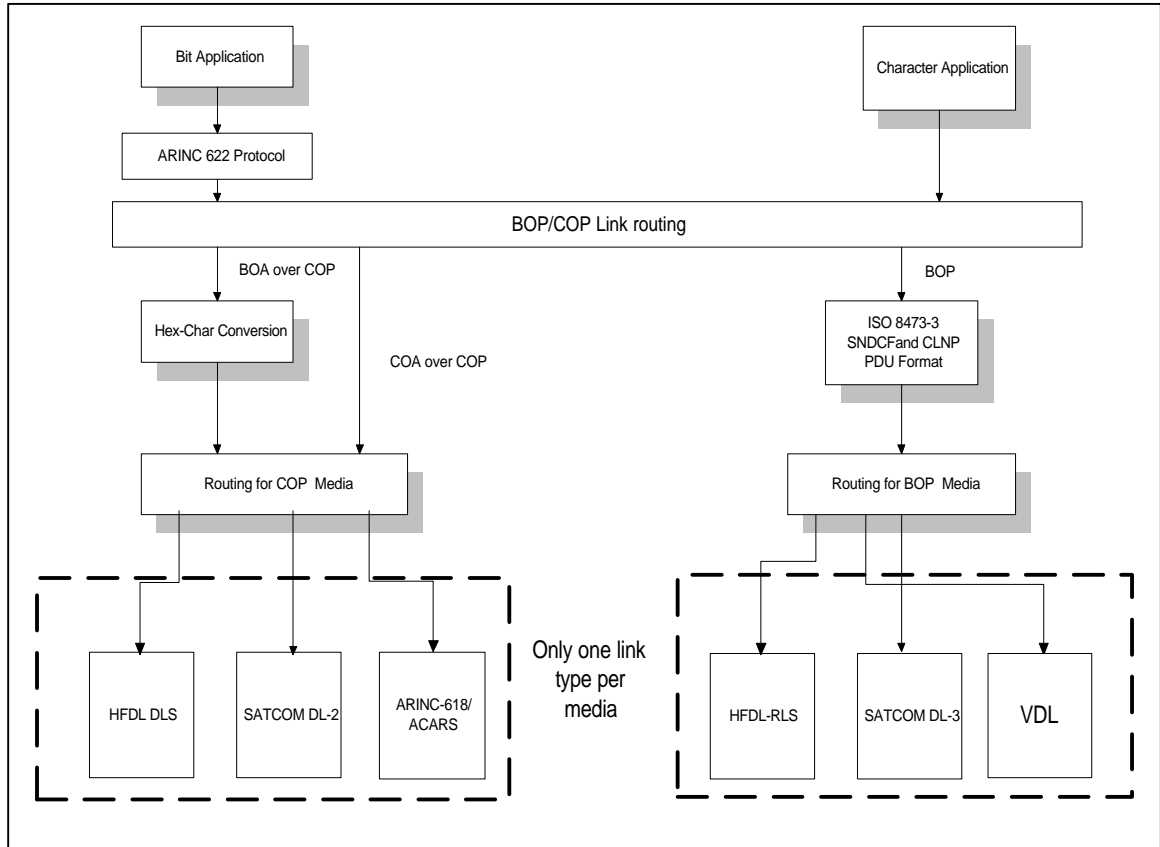 Bit Application
Character Application
ARINC 622 Protocol
BOP/COP Link routing
BOA over COP
BOP
Hex-Char Conversion
ISO 8473-3
SNDCFand CLNP
PDU Format
COA over COP
Routing for COP Media
Routing for BOP Media
Only one link
type per
media
HFDL DLS
SATCOM DL-2
ARINC-618/
ACARS
HFDL-RLS
SATCOM DL-3
VDL